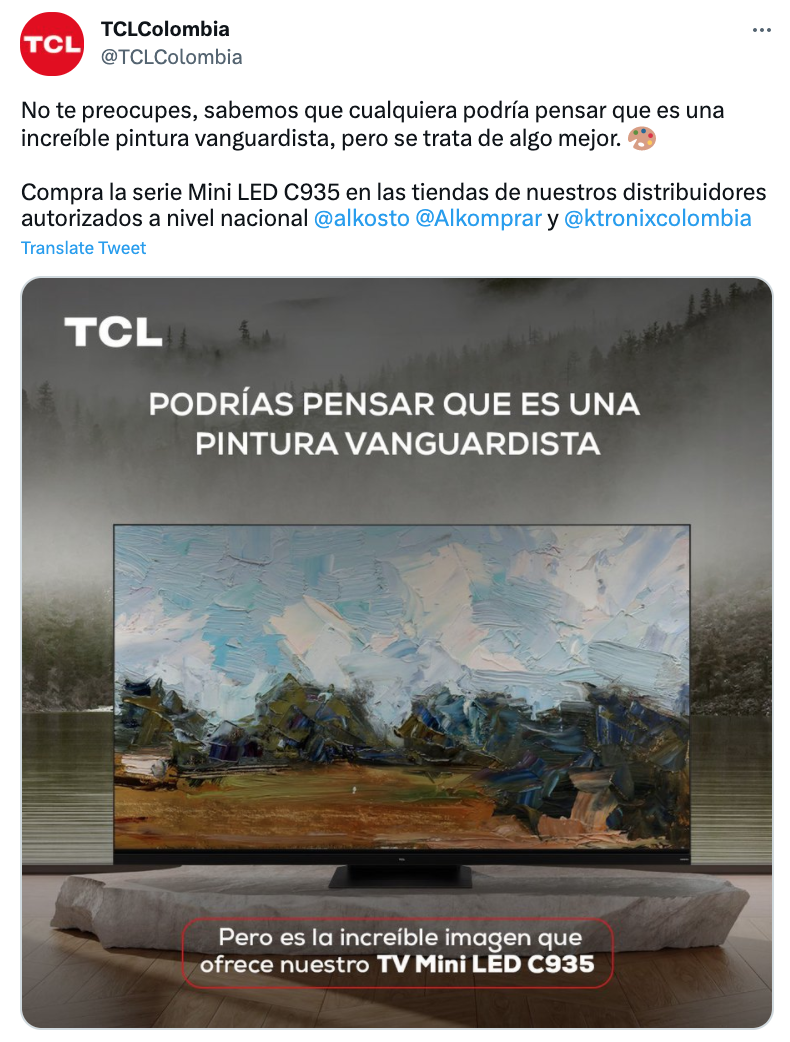 TCL
TCLColombia
@TCLColombia
No te preocupes, sabemos que cualquiera podría pensar que es una
increíble pintura vanguardista, pero se trata de algo mejor. 🎨
Compra la serie Mini LED C935 en las tiendas de nuestros distribuidores
autorizados a nivel nacional @alkosto @Alkomprar y @ktronixcolombia
Translate Tweet
TCL
PODRÍAS PENSAR QUE ES UNA
PINTURA VANGUARDISTA
Pero es la increíble imagen que
ofrece nuestro TV Mini LED C935